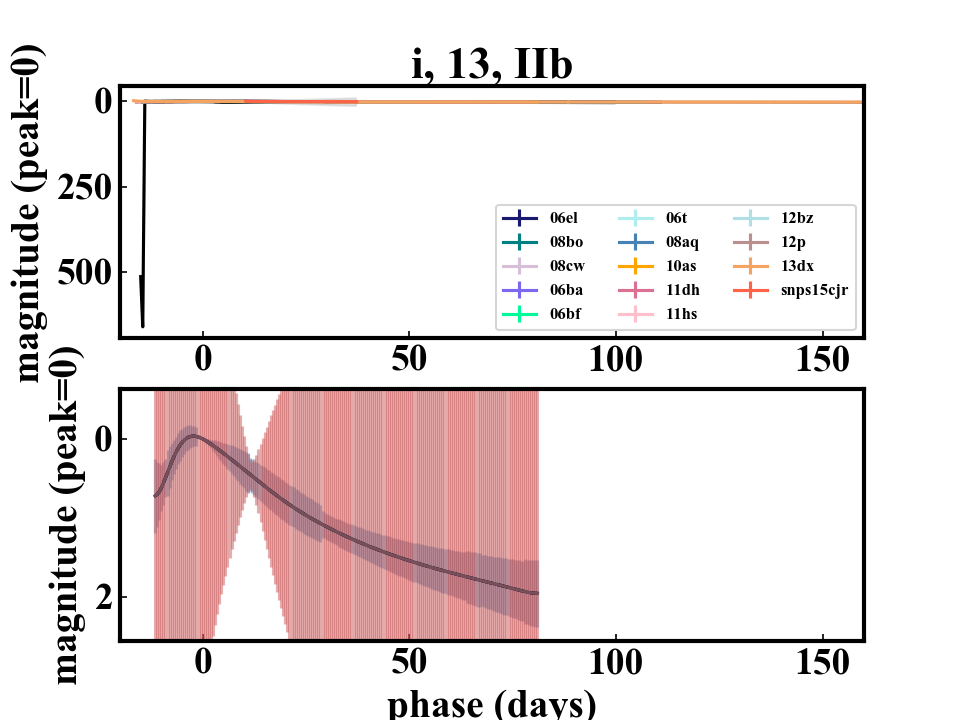 i, 13, IIb
magnitude (peak=0)
0
250
500
06el 06t 12bz
08bo 08aq 12p
08cw 10as 13dx
06ba 11dh snps15cjr
06bf 11hs
0 50 100 150
magnitude (peak=0)
0
2
0 50 100 150
phase (days)